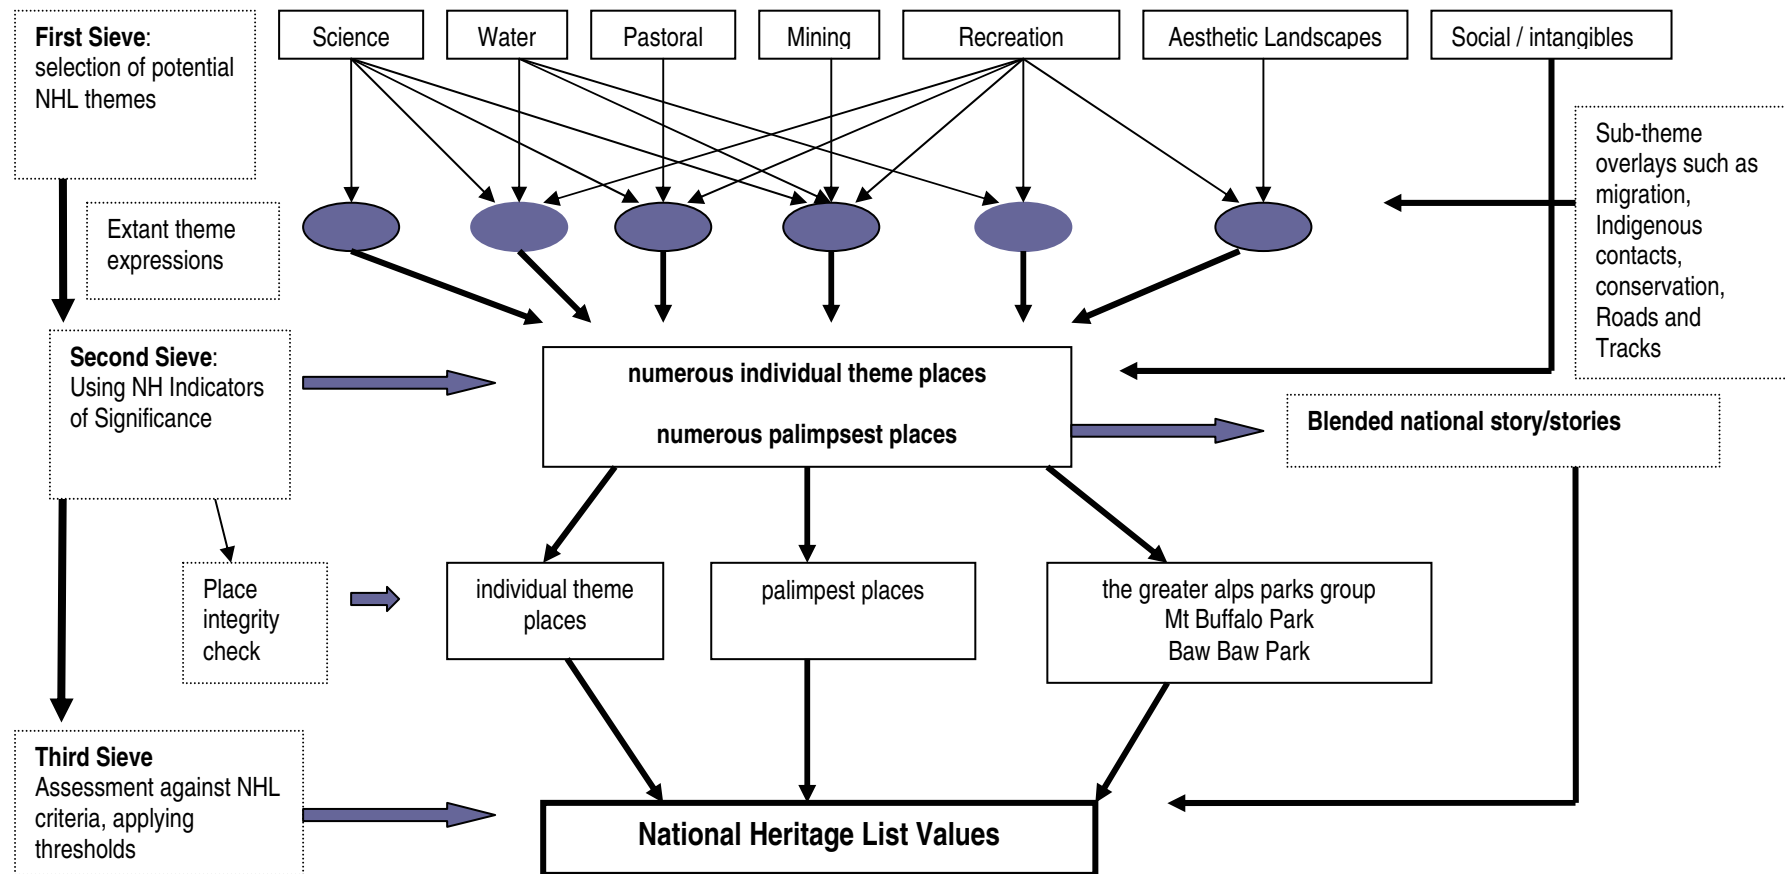 First Sieve:
selection of potential
NHL themes
Science
Water
Pastoral
Mining
Recreation
Aesthetic Landscapes
Social / intangibles
Sub-theme
overlays such as
migration,
Indigenous
contacts,
conservation,
Roads and
Tracks
Extant theme
expressions
Second Sieve:
Using NH Indicators
of Significance
numerous individual theme places
numerous palimpsest places
Blended national story/stories
Place
integrity
check
individual theme
places
palimpest places
the greater alps parks group
Mt Buffalo Park
Baw Baw Park
Third Sieve
Assessment against NHL
criteria, applying
thresholds
National Heritage List Values